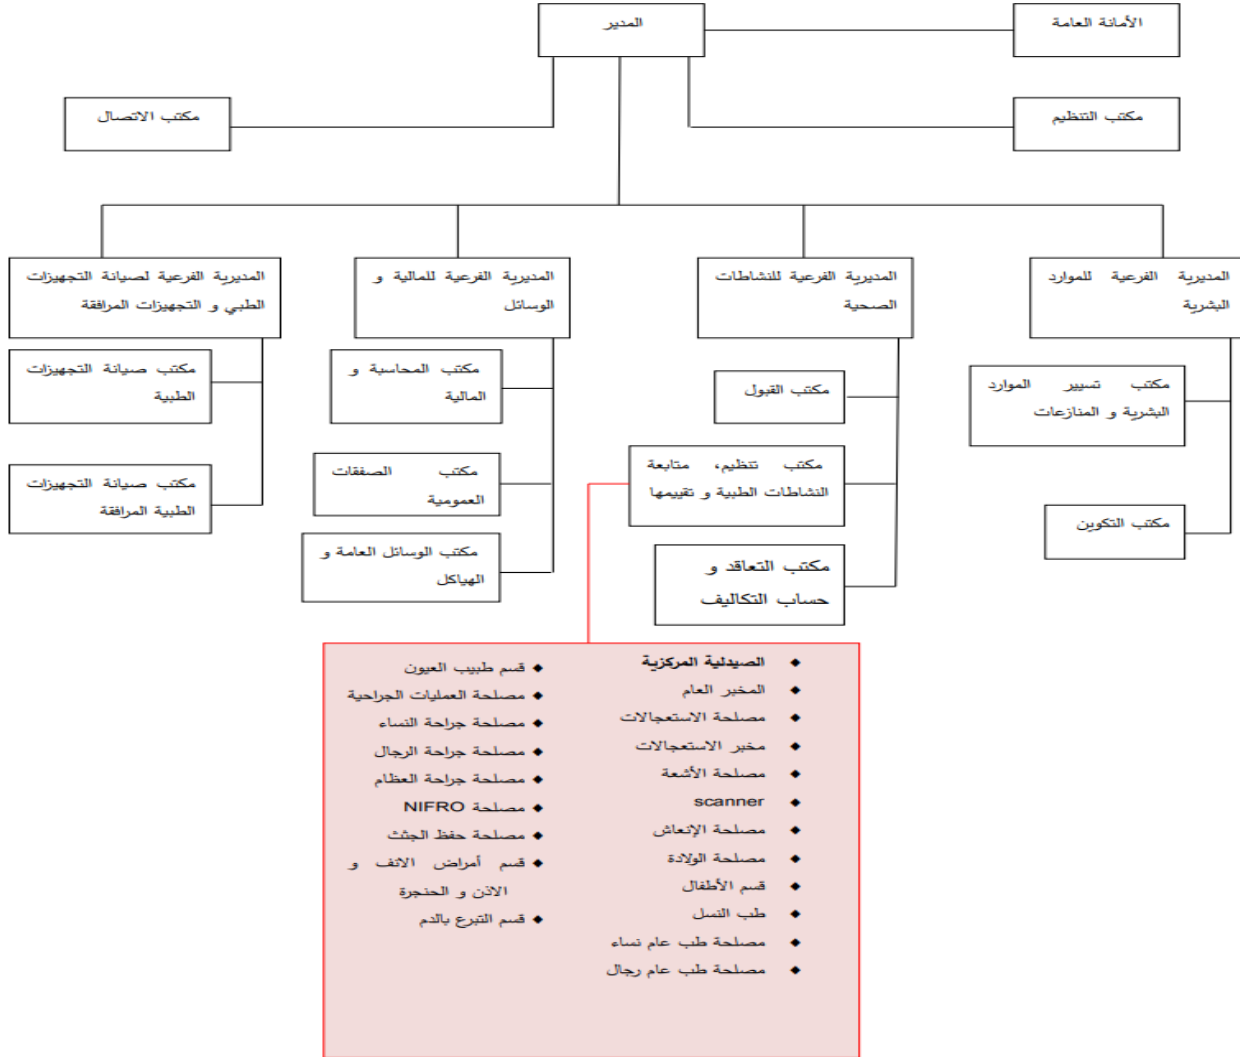 الأمانة العامة
المدير
مكتب التنظيم
مكتب الاتصال
المديرية الفرعية للموارد
البشرية
المديرية الفرعية للنشاطات
الصحية
المديرية الفرعية للمالية و
الوسائل
المديرية الفرعية لصيانة التجهيزات
الطبي و التجهيزات المرافقة
مكتب تسيير الموارد
البشرية و المنازعات
مكتب التكوين
مكتب القبول
مكتب تنظيم، متابعة
النشاطات الطبية و تقييمها
مكتب التعاقد و
حساب التكاليف
مكتب المحاسبة و
المالية
مكتب الصفقات
العمومية
مكتب الوسائل العامة و
الهياكل
مكتب صيانة التجهيزات
الطبية
مكتب صيانة التجهيزات
الطبية المرافقة
الصيدلية المركزية
المخبر العام
مصلحة الاستعجالات
مخبر الاستعجالات
مصلحة الأشعة
scanner
مصلحة الإنعاش
مصلحة الولادة
قسم الأطفال
طب النسل
مصلحة طب عام نساء
مصلحة طب عام رجال
قسم طبيب العيون
مصلحة العمليات الجراحية
مصلحة جراحة النساء
مصلحة جراحة الرجال
مصلحة جراحة العظام
مصلحة NIFRO
مصلحة حفظ الجثث
قسم أمراض الانف و
الاذن و الحنجرة
قسم التبرع بالدم